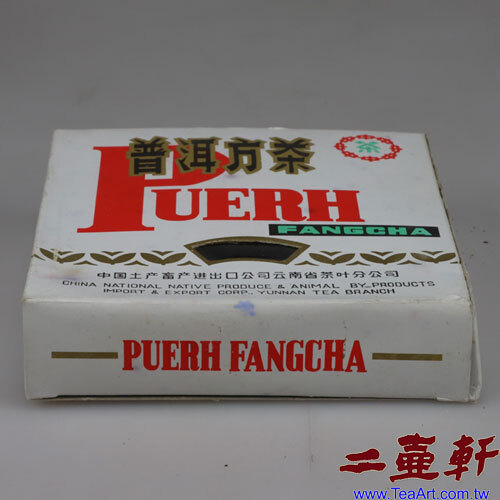 普洱方茶
茶
PUERH
FANGCHA
中国土产畜产进出口公司云南省茶叶分公司
CHINA NATIONAL NATIVE PRODUCE & ANIMAL BY-PRODUCTS
IMPORT & EXPORT CORP., YUNNAN TEA BRANCH
PUERH FANGCHA
二壷軒
www.TeaArt.com.tw